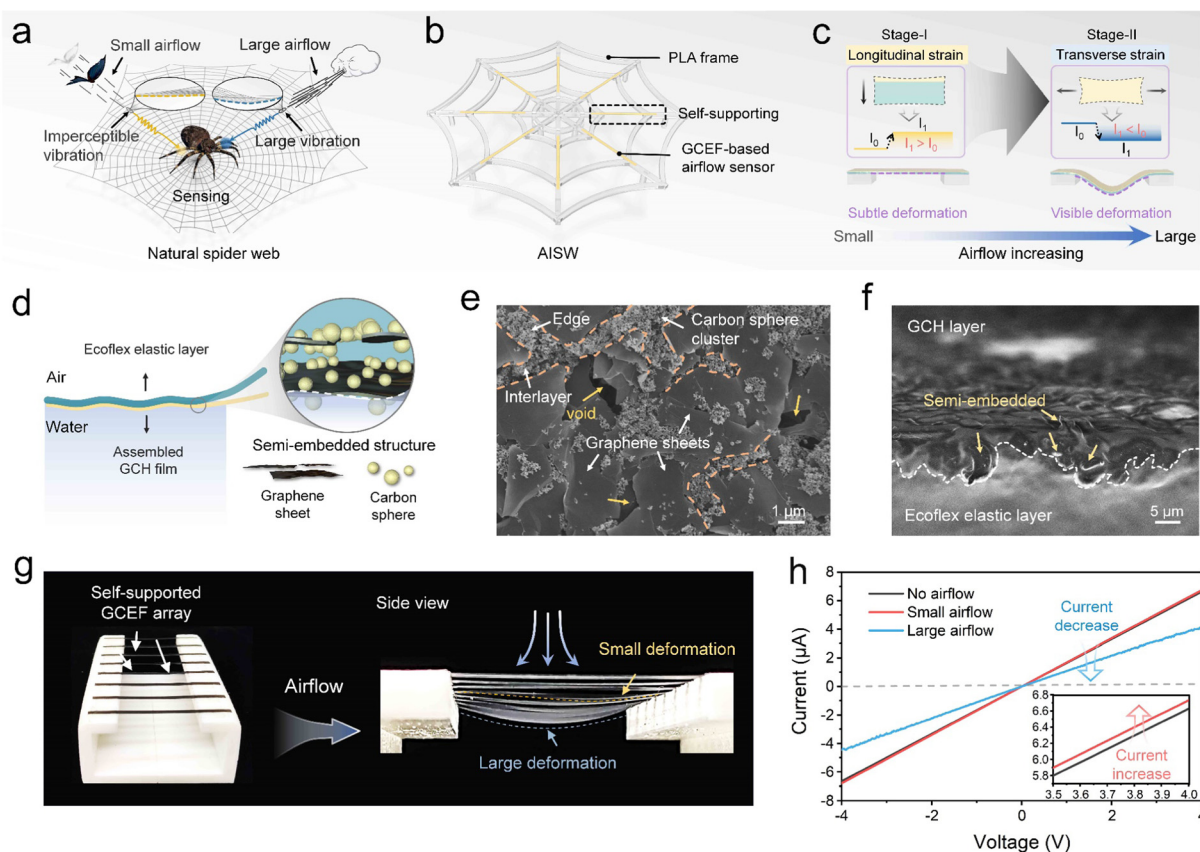 a
Small airflow
Large airflow
Imperceptible
vibration
Large vibration
Sensing
Natural spider web
b
PLA frame
Self-supporting
GCEF-based
airflow sensor
AISW
c
Stage-I
Longitudinal strain
I₁
I₀
I₁ > I₀
Stage-II
Transverse strain
I₀
I₁ < I₀
I₁
Subtle deformation
Visible deformation
Small
Large
Airflow increasing
d
Ecoflex elastic layer
Air
Water
Assembled
GCH film
Semi-embedded structure
Graphene
sheet
Carbon
sphere
e
Edge
Carbon sphere
cluster
Interlayer
void
Graphene sheets
1 μm
f
GCH layer
Semi-embedded
Ecoflex elastic layer
5 μm
g
Self-supported
GCEF array
Airflow
Side view
Small deformation
Large deformation
h
8
6
4
2
0
-2
-4
-6
-8
Current (μA)
No airflow
Small airflow
Large airflow
Current
decrease
6.8
6.6
6.4
6.2
6.0
5.8
Current
increase
3.5 3.6 3.7 3.8 3.9 4.0
-4 -2 0 2 4
Voltage (V)